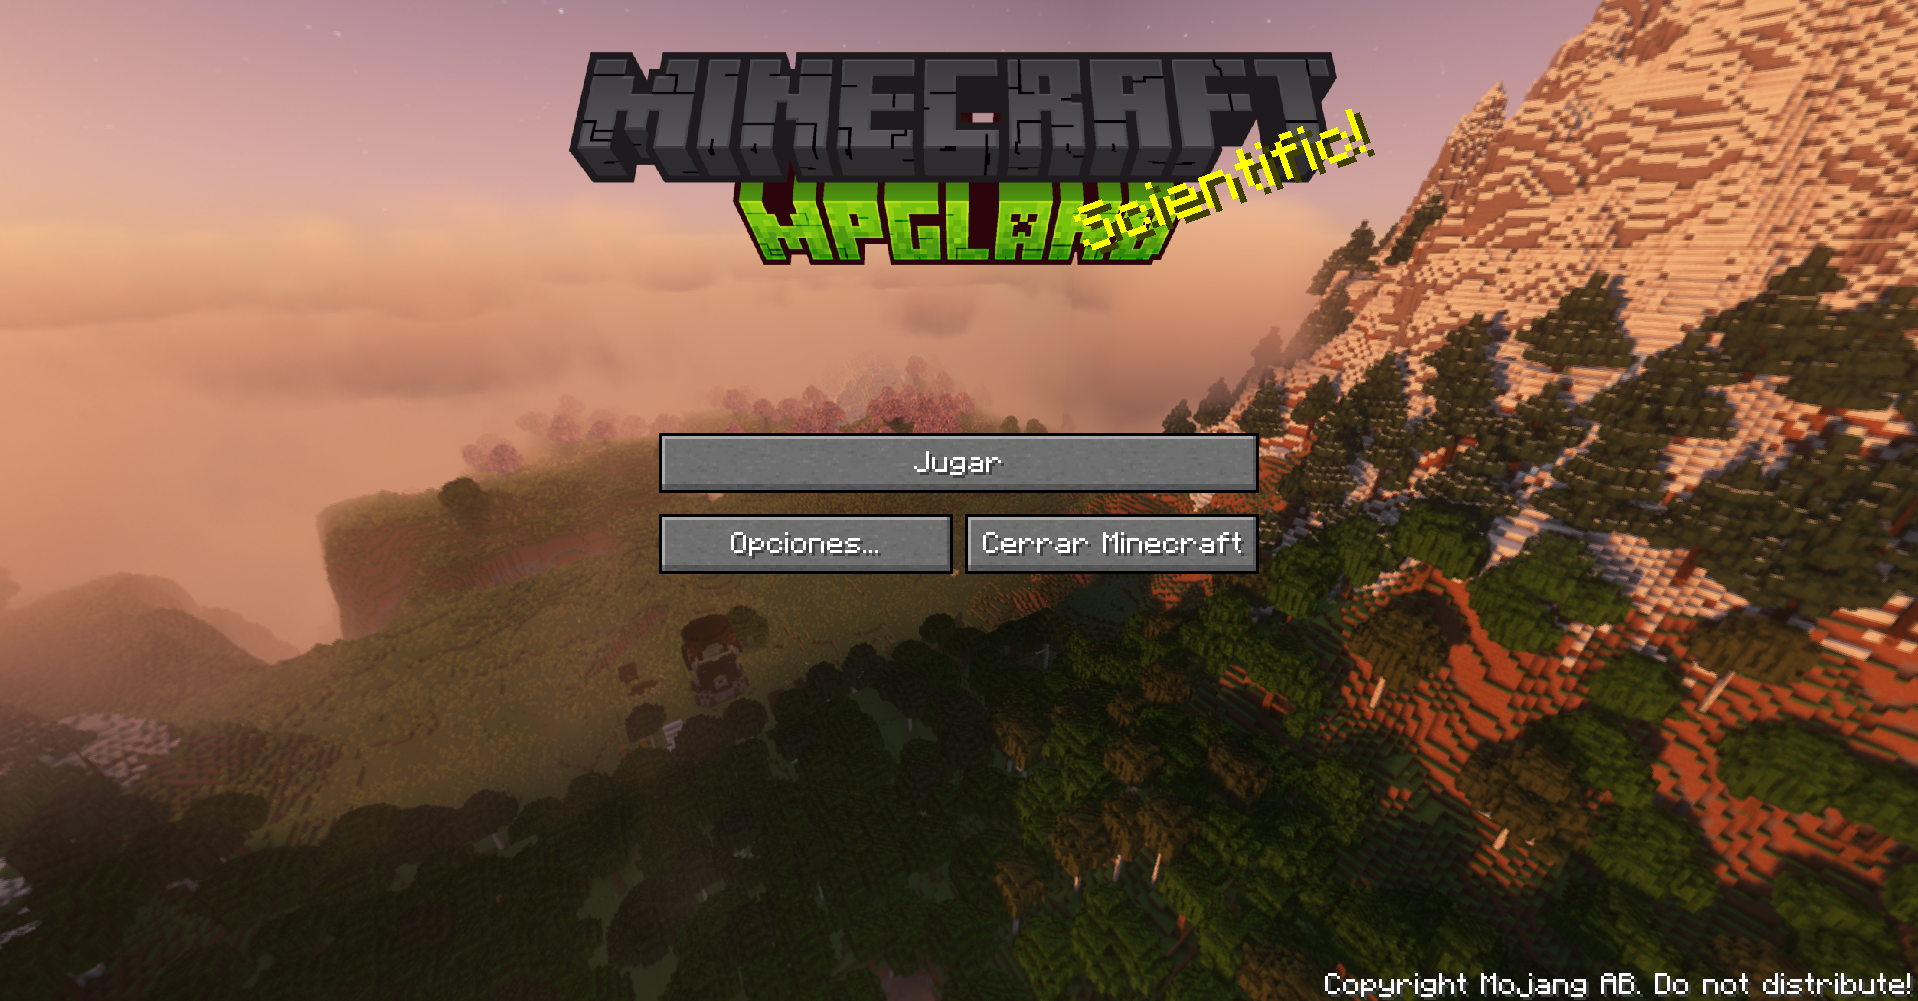 MINECRAFT
MPGLAND
Scientific!
Jugar
Opciones...
Cerrar Minecraft
Copyright Mojang AB. Do not distribute!